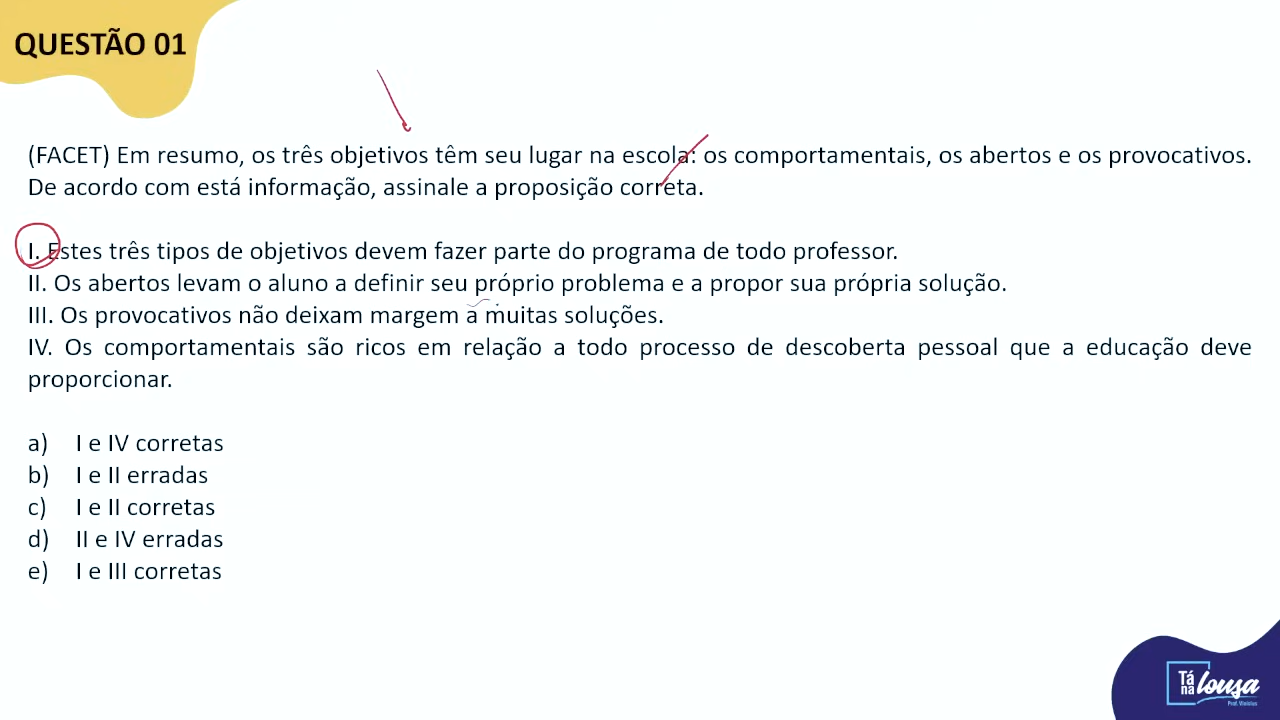 QUESTÃO 01
(FACET) Em resumo, os três objetivos têm seu lugar na escola: os comportamentais, os abertos e os provocativos.
De acordo com está informação, assinale a proposição correta.
I. Estes três tipos de objetivos devem fazer parte do programa de todo professor.
II. Os abertos levam o aluno a definir seu próprio problema e a propor sua própria solução.
III. Os provocativos não deixam margem a muitas soluções.
IV. Os comportamentais são ricos em relação a todo processo de descoberta pessoal que a educação deve
proporcionar.
a) I e IV corretas
b) I e II erradas
c) I e II corretas
d) II e IV erradas
e) I e III corretas
Tá
na lousa
Prof. Vinícius